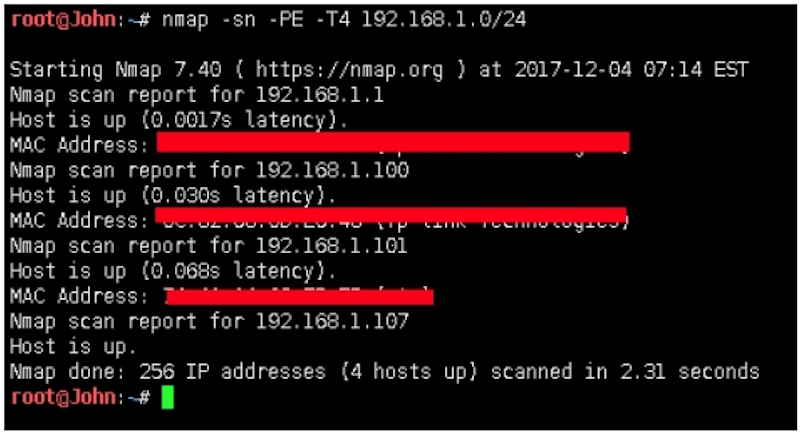 root@John:~# nmap -sn -PE -T4 192.168.1.0/24
Starting Nmap 7.40 ( https://nmap.org ) at 2017-12-04 07:14 EST
Nmap scan report for 192.168.1.1
Host is up (0.0017s latency).
MAC Address:
Nmap scan report for 192.168.1.100
Host is up (0.030s latency).
MAC Address:
Nmap scan report for 192.168.1.101
Host is up (0.068s latency).
MAC Address:
Nmap scan report for 192.168.1.107
Host is up.
Nmap done: 256 IP addresses (4 hosts up) scanned in 2.31 seconds
root@John:~#